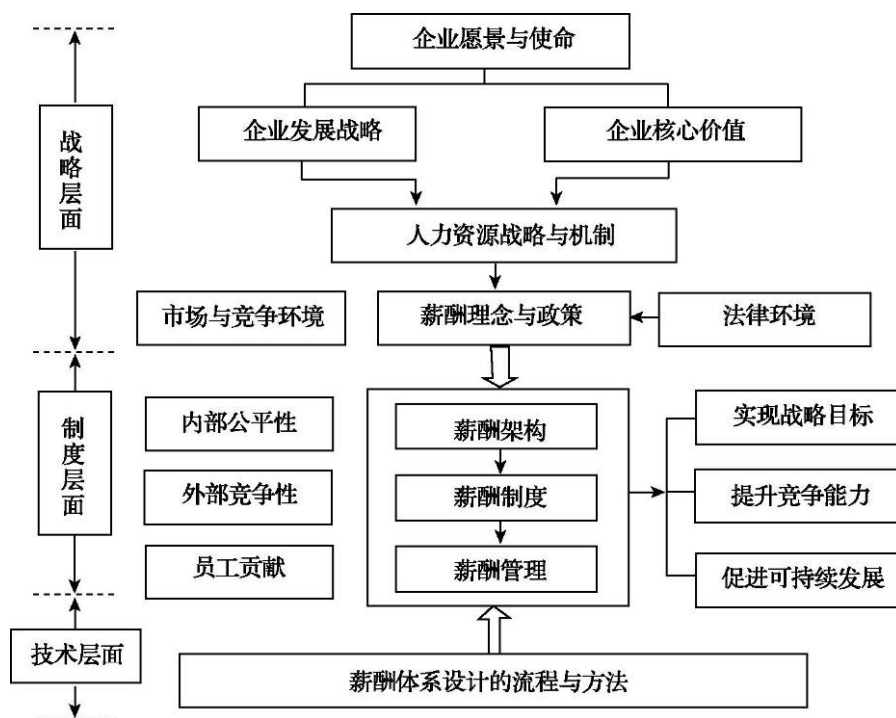 企业愿景与使命
企业发展战略
企业核心价值
战略层面
人力资源战略与机制
市场与竞争环境
薪酬理念与政策
法律环境
制度层面
内部公平性
薪酬架构
实现战略目标
外部竞争性
薪酬制度
提升竞争能力
员工贡献
薪酬管理
促进可持续发展
技术层面
薪酬体系设计的流程与方法